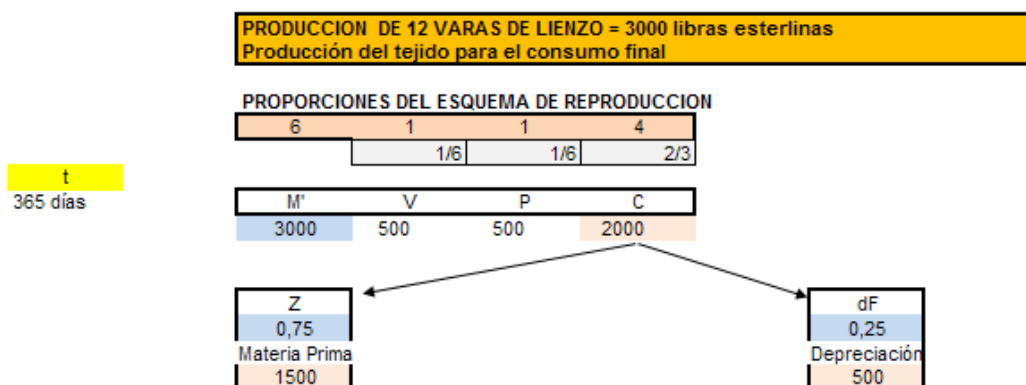 PRODUCCION DE 12 VARAS DE LIENZO = 3000 libras esterlinas
Producción del tejido para el consumo final
PROPORCIONES DEL ESQUEMA DE REPRODUCCION
6 1 1 4
1/6 1/6 2/3
t
365 días
M' V P C
3000 500 500 2000
Z dF
0,75 0,25
Materia Prima Depreciación
1500 500